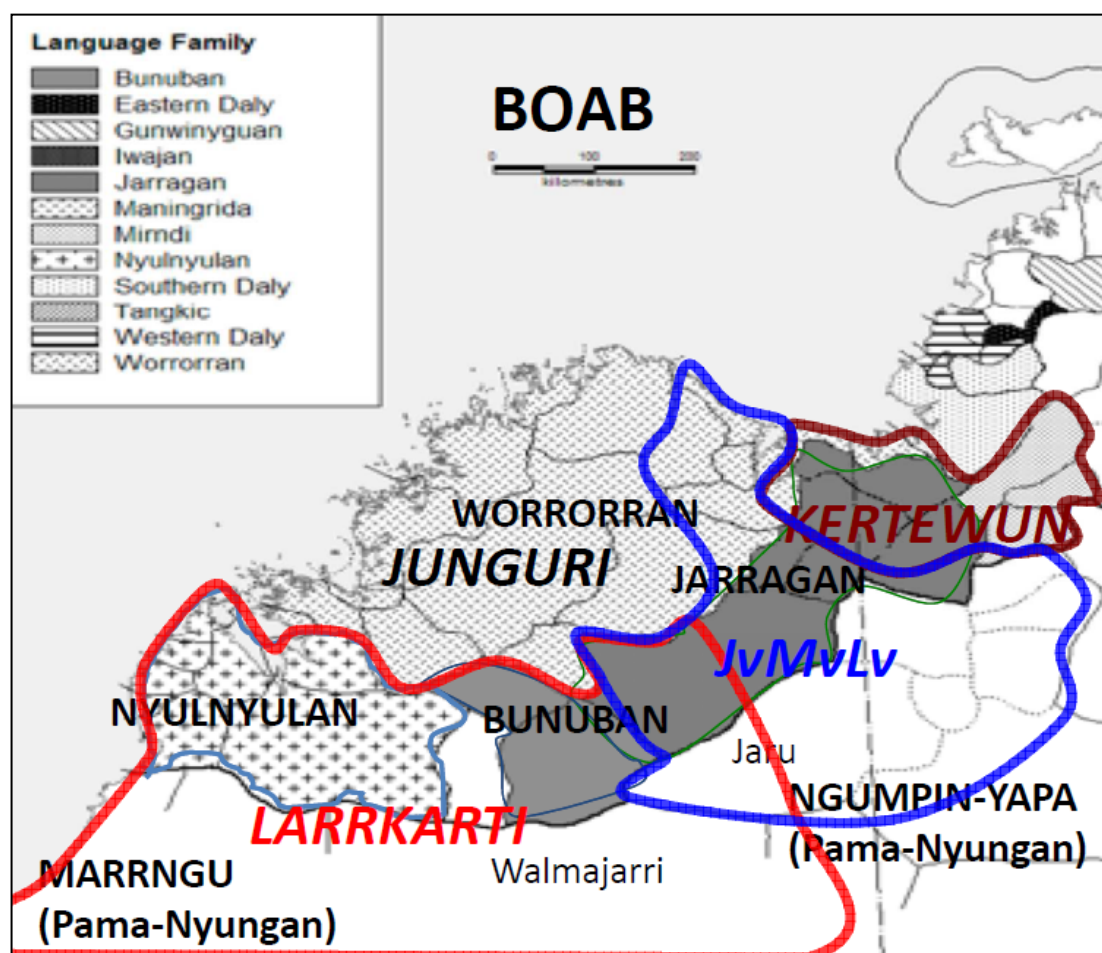 Language Family
Bunuban
Eastern Daly
Gunwinyguan
Iwajan
Jarragan
Maningrida
Mirndi
Nyulnyulan
Southern Daly
Tangkic
Western Daly
Worrorran
BOAB
0 100 200
kilometres
WORRORRAN
KERTEWUN
JUNGURI
JARRAGAN
JvMvLv
NYULNYULAN
BUNUBAN
Jaru
NGUMPIN-YAPA
(Pama-Nyungan)
LARRKARTI
Walmajarri
MARRNGU
(Pama-Nyungan)